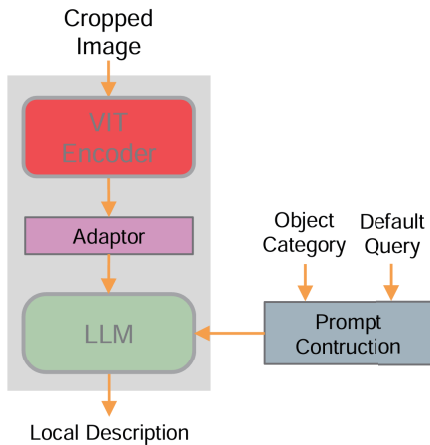 Cropped
Image
VIT
Encoder
Adaptor
Object
Category
Default
Query
LLM
Prompt
Contruction
Local Description